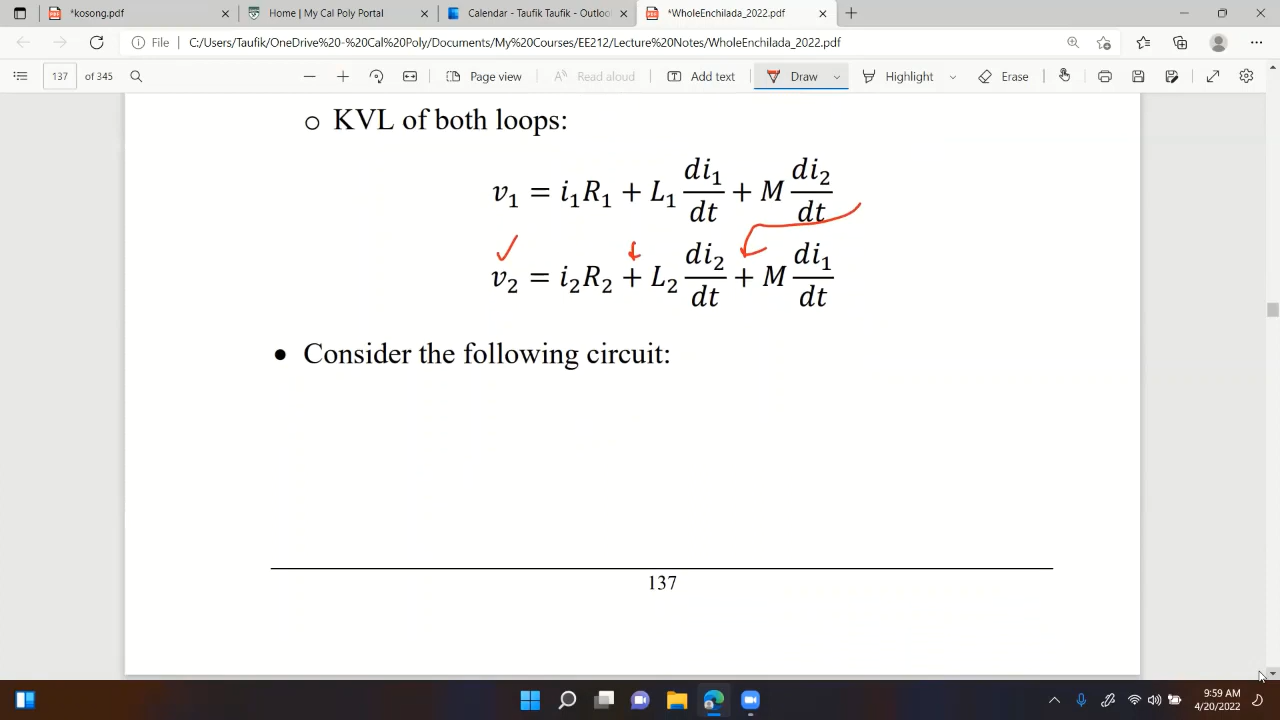 *kosong.pdf
Home | My Cal Poly Portal
Calendar - Taufik Taufik - Outloo
*WholeEnchilada_2022.pdf
File C:/Users/Taufik/OneDrive%20-%20Cal%20Poly/Documents/My%20Courses/EE212/Lecture%20Notes/WholeEnchilada_2022.pdf
137 of 345 Page view Read aloud Add text Draw Highlight Erase
○ KVL of both loops:
v₁ = i₁R₁ + L₁ di₁/dt + M di₂/dt
v₂ = i₂R₂ + L₂ di₂/dt + M di₁/dt
• Consider the following circuit:
137
9:59 AM
4/20/2022